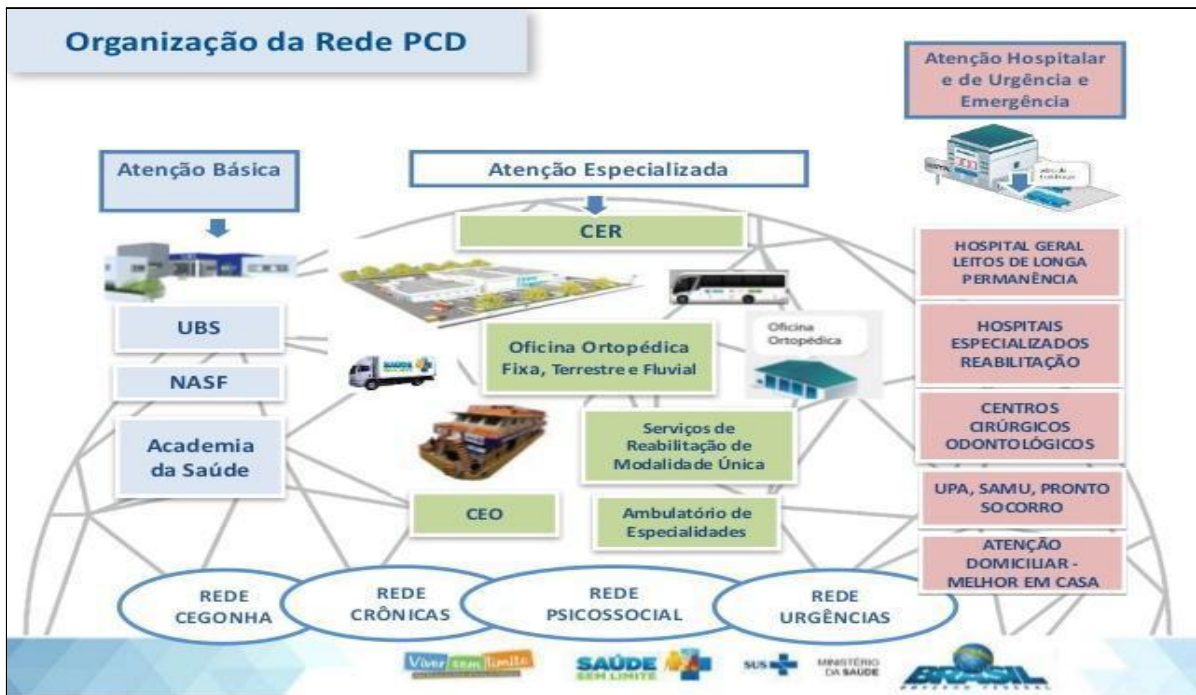 Organização da Rede PCD
Atenção Hospitalar
e de Urgência e
Emergência
Atenção Básica
Atenção Especializada
CER
UBS
NASF
Academia
da Saúde
SAÚDE
Oficina Ortopédica
Fixa, Terrestre e Fluvial
Oficina
Ortopédica
Serviços de
Reabilitação de
Modalidade Única
CEO
Ambulatório de
Especialidades
HOSPITAL GERAL
LEITOS DE LONGA
PERMANÊNCIA
HOSPITAIS
ESPECIALIZADOS
REABILITAÇÃO
CENTROS
CIRÚRGICOS
ODONTOLÓGICOS
UPA, SAMU, PRONTO
SOCORRO
ATENÇÃO
DOMICILIAR -
MELHOR EM CASA
REDE
CEGONHA
REDE
CRÔNICAS
REDE
PSICOSSOCIAL
REDE
URGÊNCIAS
Viver sem limite
SAÚDE
SEM LIMITE
SUS
MINISTÉRIO
DA SAÚDE
BRASIL